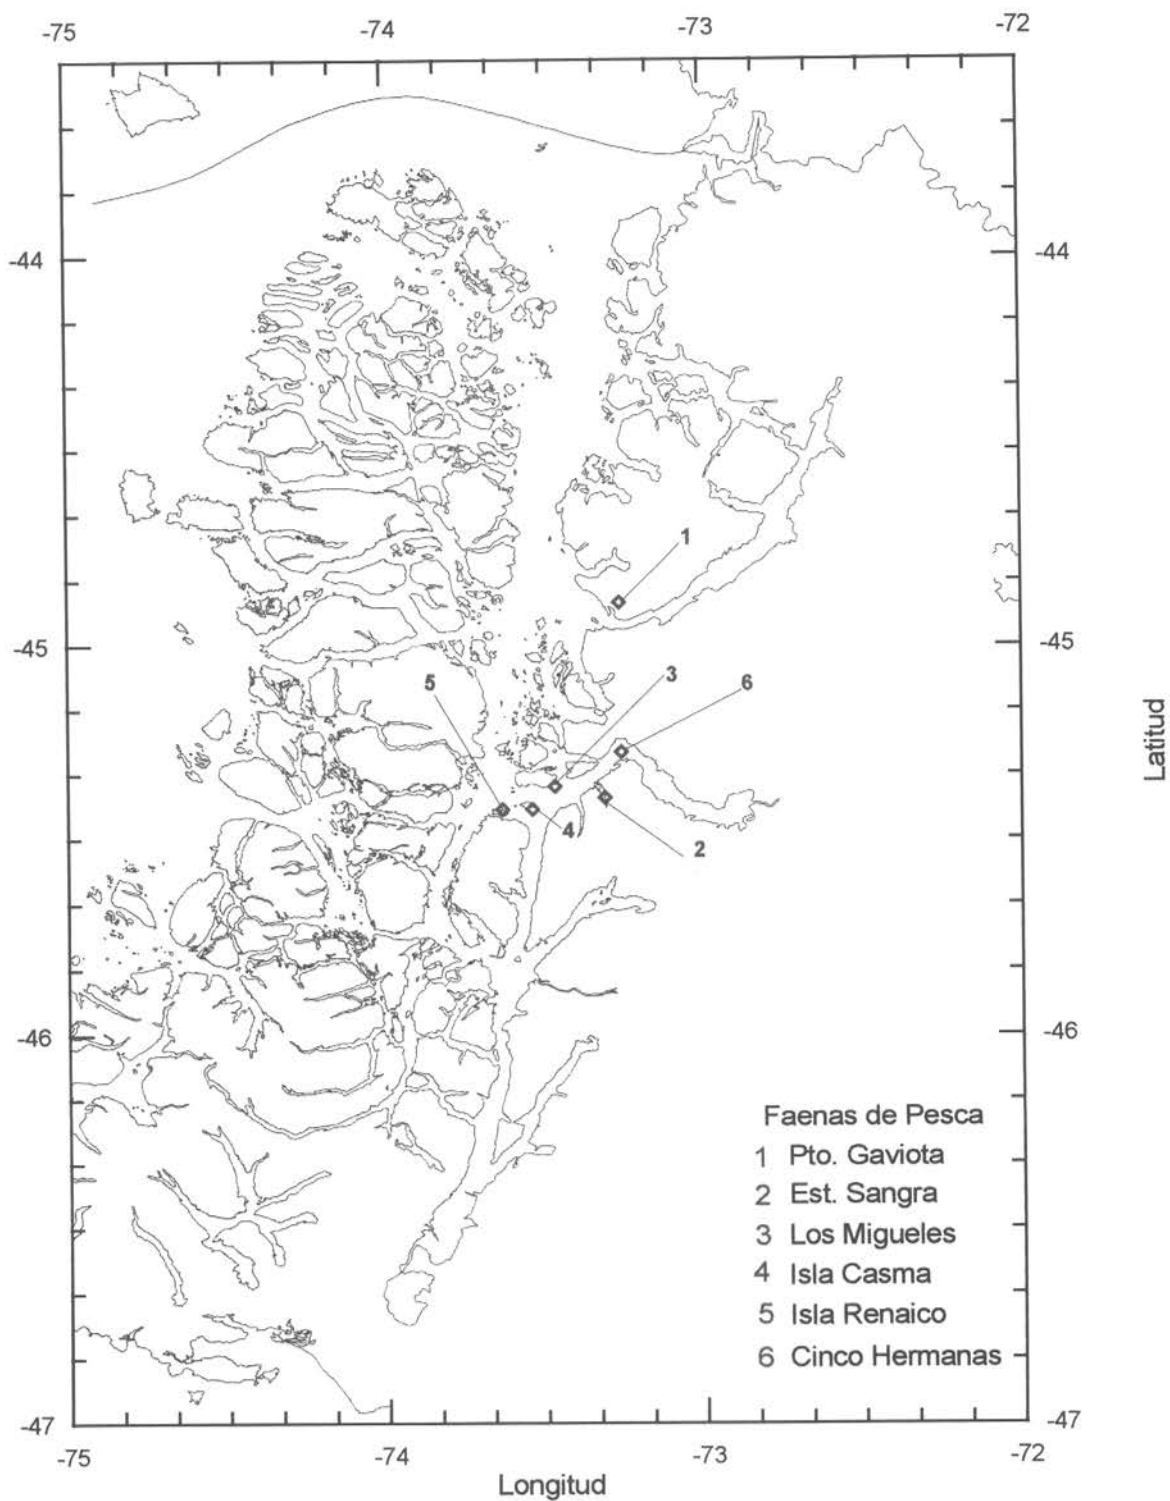 -75 -74 -73 -72
-44 -44
1
-45 -45
5 3 6
4
2
Latitud
-46 -46
Faenas de Pesca
1 Pto. Gaviota
2 Est. Sangra
3 Los Migueles
4 Isla Casma
5 Isla Renaico
6 Cinco Hermanas
-47 -47
-75 -74 -73 -72
Longitud